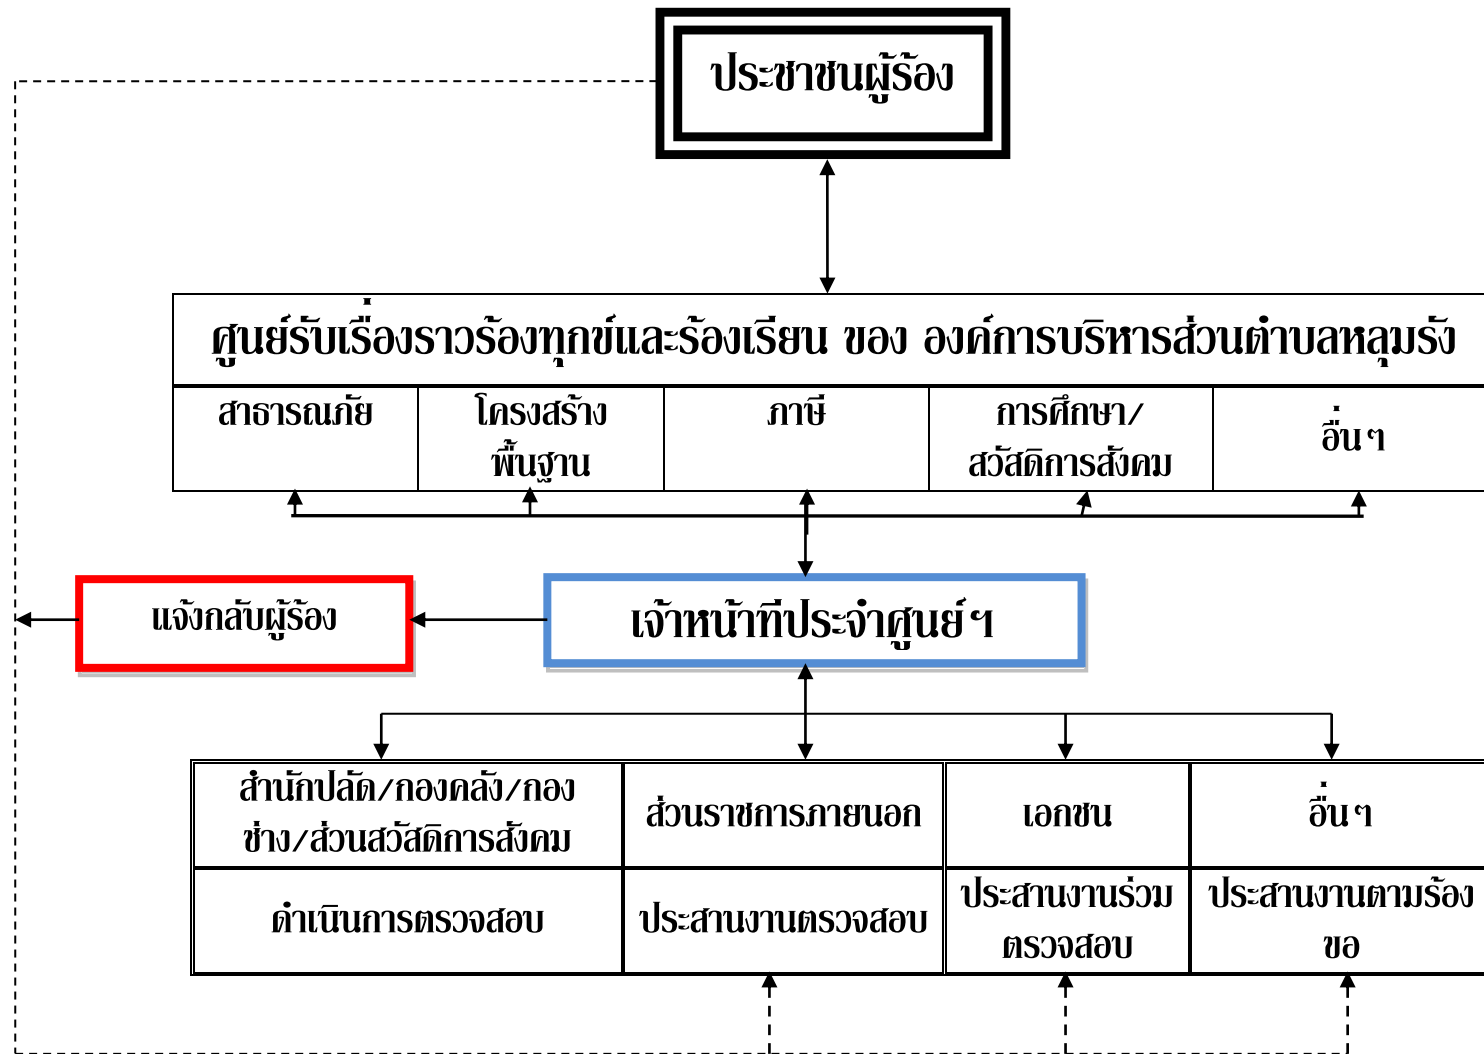 ประชาชนผู้ร้อง
ศูนย์รับเรื่องราวร้องทุกข์และร้องเรียน ของ องค์การบริหารส่วนตำบลหลุมรัง
สาธารณภัย
โครงสร้าง
พื้นฐาน
ภาษี
การศึกษา/
สวัสดิการสังคม
อื่นๆ
แจ้งกลับผู้ร้อง
เจ้าหน้าที่ประจำศูนย์ฯ
สำนักปลัด/กองคลัง/กอง
ช่าง/ส่วนสวัสดิการสังคม
ส่วนราชการภายนอก
เอกชน
อื่นๆ
ดำเนินการตรวจสอบ
ประสานงานตรวจสอบ
ประสานงานร่วม
ตรวจสอบ
ประสานงานตามร้อง
ขอ